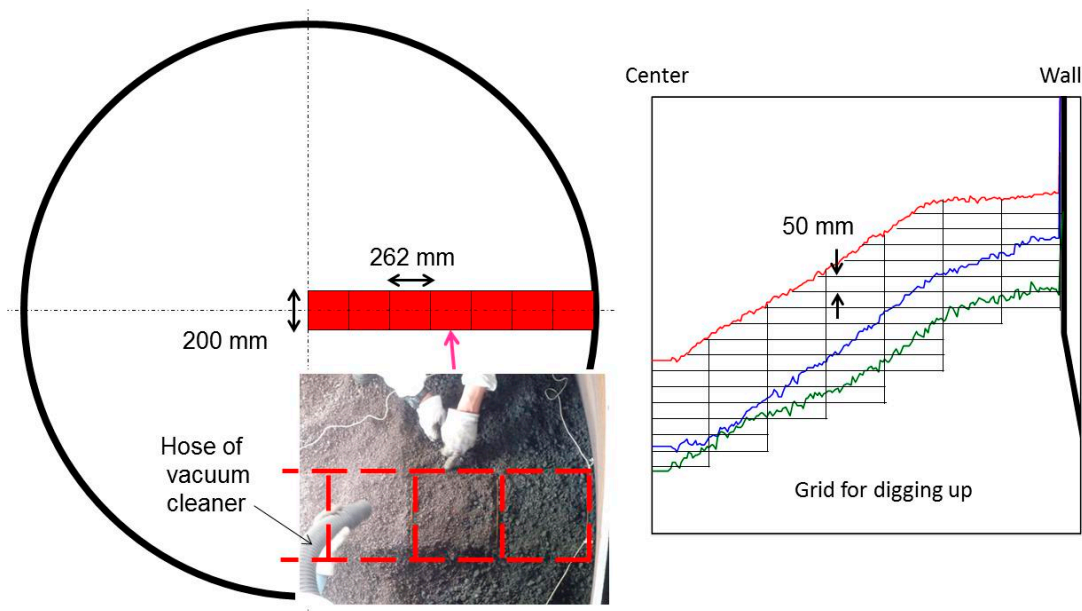 262 mm
200 mm
Hose of
vacuum
cleaner
Center
Wall
50 mm
Grid for digging up